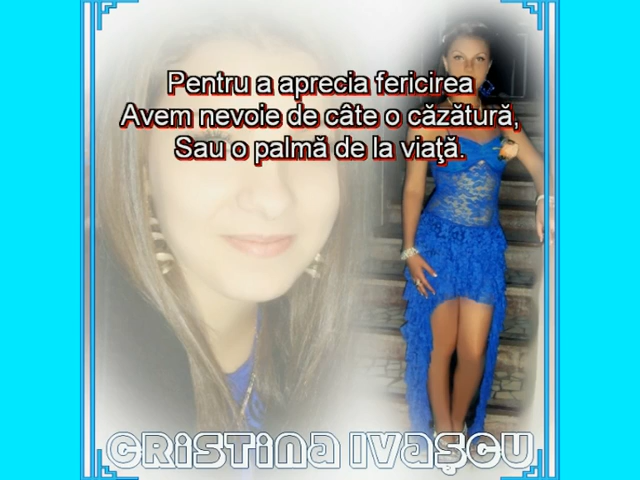 Pentru a aprecia fericirea
Avem nevoie de câte o căzătură,
Sau o palmă de la viaţă.
CRISTINA IVAŞCU